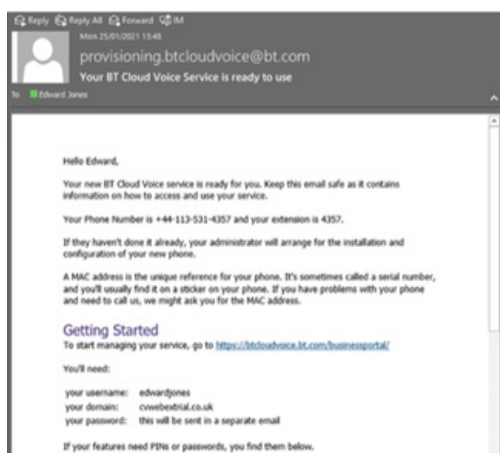 Reply Reply All Forward IM
Mon 25/01/2021 13:48
provisioning.btcloudvoice@bt.com
Your BT Cloud Voice Service is ready to use
To Edward Jones
Hello Edward,
Your new BT Cloud Voice service is ready for you. Keep this email safe as it contains
information on how to access and use your service.
Your Phone Number is +44-113-531-4357 and your extension is 4357.
If they haven't done it already, your administrator will arrange for the installation and
configuration of your new phone.
A MAC address is the unique reference for your phone. It's sometimes called a serial number,
and you'll usually find it on a sticker on your phone. If you have problems with your phone
and need to call us, we might ask you for the MAC address.
Getting Started
To start managing your service, go to https://btcloudvoice.bt.com/businessportal/
You'll need:
your username: edwardjones
your domain: cvwebextrial.co.uk
your password: this will be sent in a separate email
If your features need PINs or passwords, you find them below.